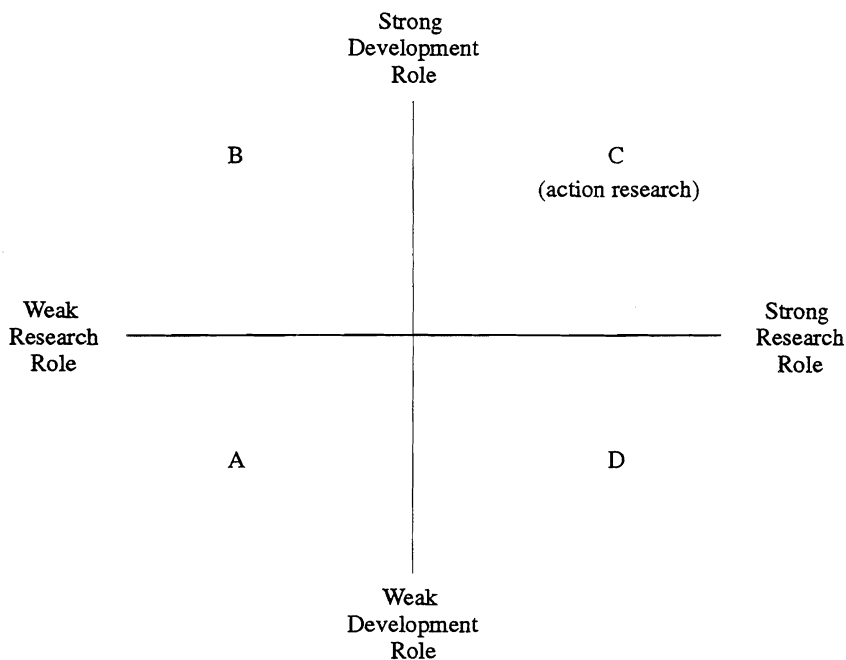 Strong
Development
Role
B
C
(action research)
Weak
Research
Role
Strong
Research
Role
A
D
Weak
Development
Role